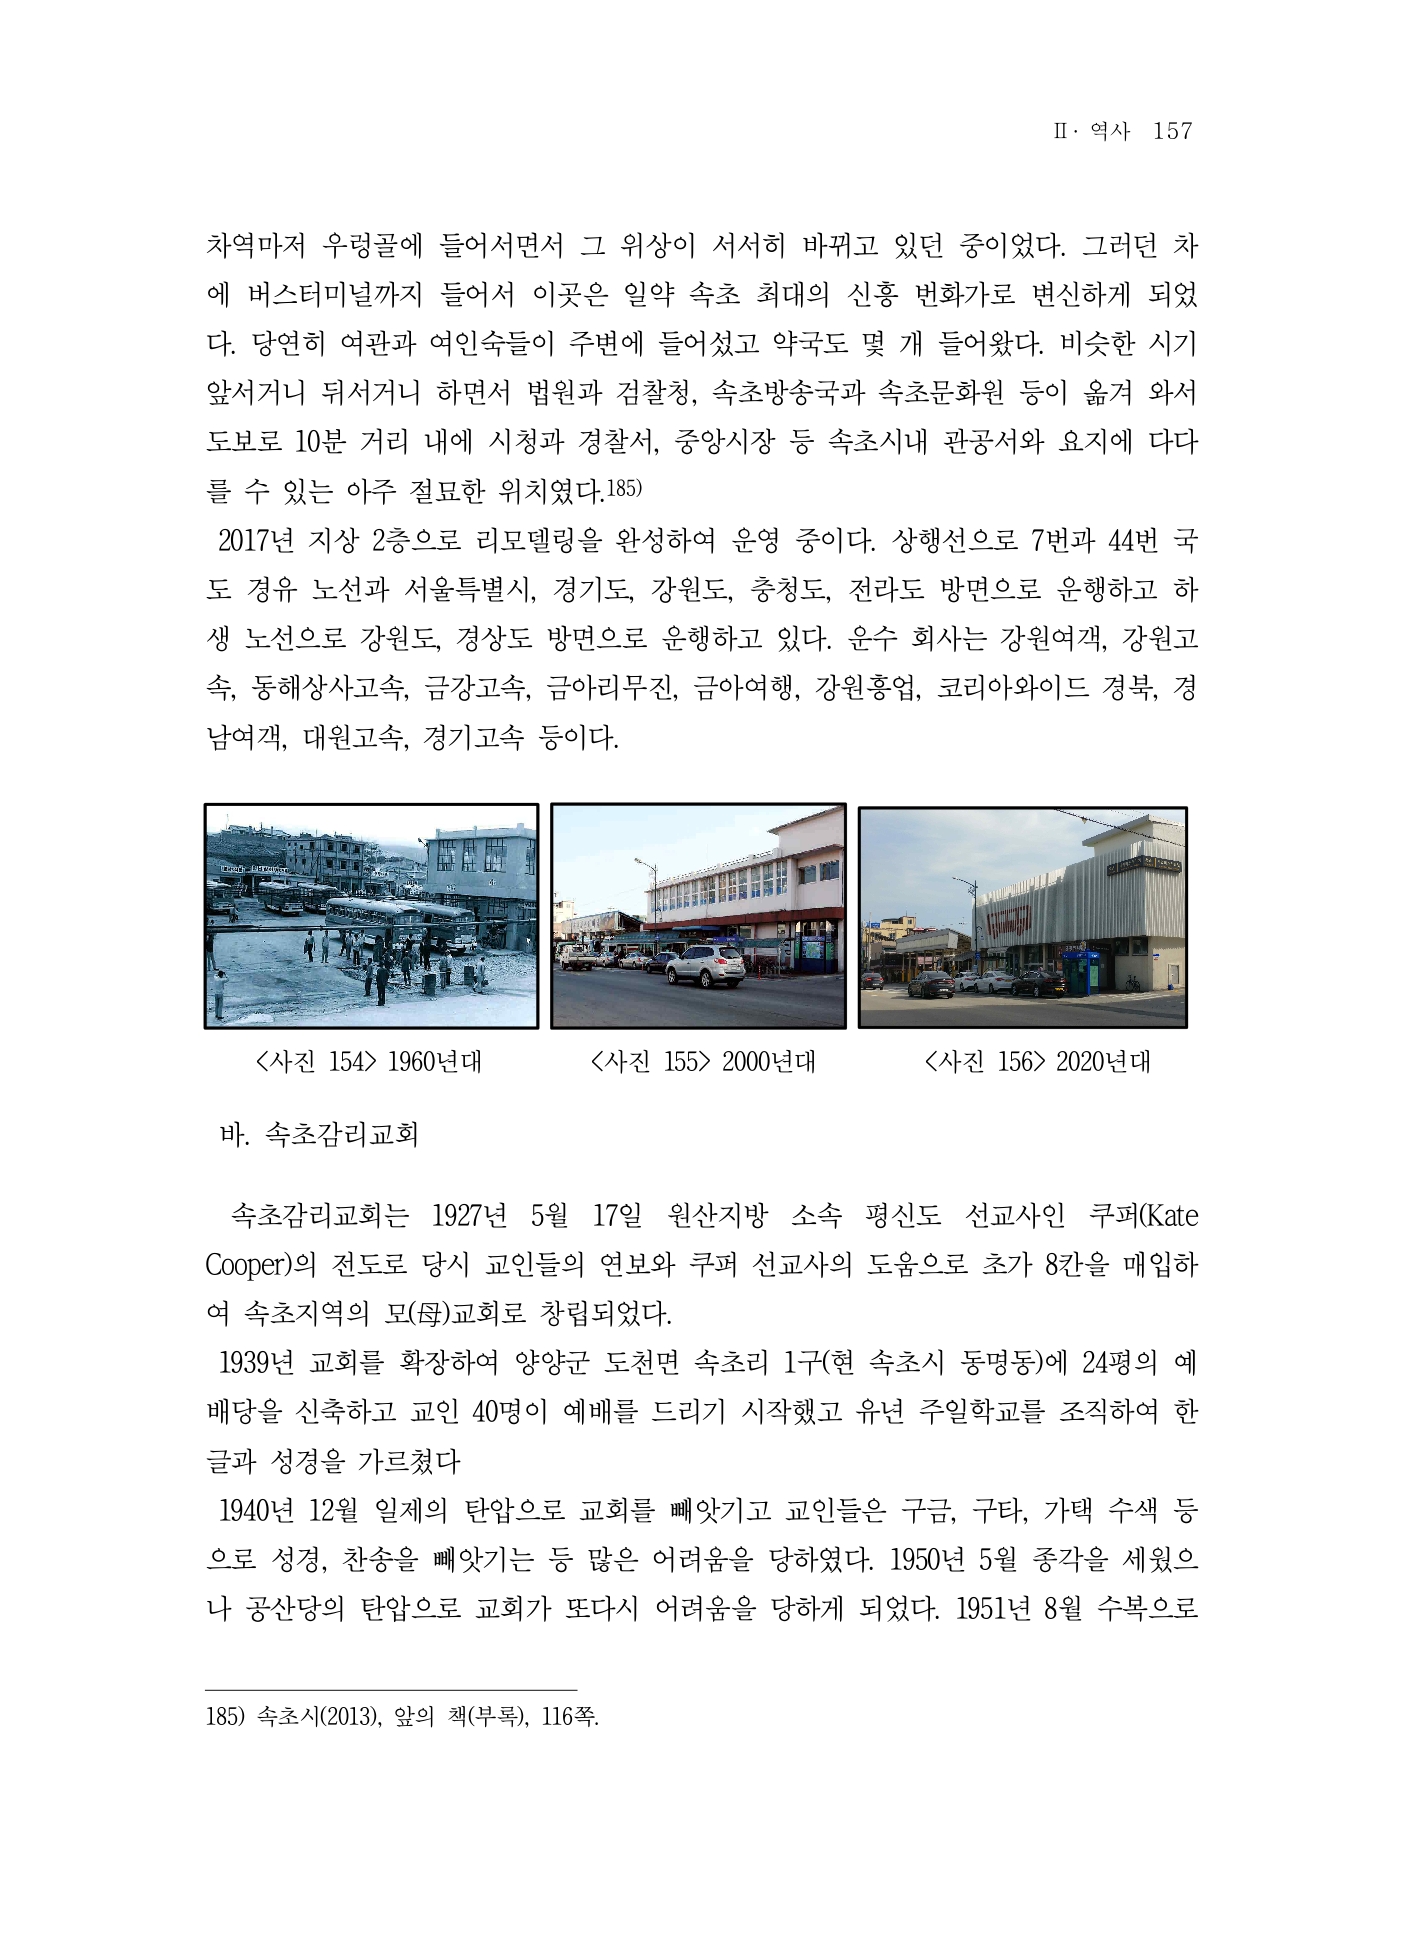 Ⅱ· 역사 157
차역마저 우렁골에 들어서면서 그 위상이 서서히 바뀌고 있던 중이었다. 그러던 차
에 버스터미널까지 들어서 이곳은 일약 속초 최대의 신흥 번화가로 변신하게 되었
다. 당연히 여관과 여인숙들이 주변에 들어섰고 약국도 몇 개 들어왔다. 비슷한 시기
앞서거니 뒤서거니 하면서 법원과 검찰청, 속초방송국과 속초문화원 등이 옮겨 와서
도보로 10분 거리 내에 시청과 경찰서, 중앙시장 등 속초시내 관공서와 요지에 다다
를 수 있는 아주 절묘한 위치였다.185)
2017년 지상 2층으로 리모델링을 완성하여 운영 중이다. 상행선으로 7번과 44번 국
도 경유 노선과 서울특별시, 경기도, 강원도, 충청도, 전라도 방면으로 운행하고 하
생 노선으로 강원도, 경상도 방면으로 운행하고 있다. 운수 회사는 강원여객, 강원고
속, 동해상사고속, 금강고속, 금아리무진, 금아여행, 강원흥업, 코리아와이드 경북, 경
남여객, 대원고속, 경기고속 등이다.
<사진 154> 1960년대 <사진 155> 2000년대 <사진 156> 2020년대
바. 속초감리교회
속초감리교회는 1927년 5월 17일 원산지방 소속 평신도 선교사인 쿠퍼(Kate
Cooper)의 전도로 당시 교인들의 연보와 쿠퍼 선교사의 도움으로 초가 8칸을 매입하
여 속초지역의 모(母)교회로 창립되었다.
1939년 교회를 확장하여 양양군 도천면 속초리 1구(현 속초시 동명동)에 24평의 예
배당을 신축하고 교인 40명이 예배를 드리기 시작했고 유년 주일학교를 조직하여 한
글과 성경을 가르쳤다
1940년 12월 일제의 탄압으로 교회를 빼앗기고 교인들은 구금, 구타, 가택 수색 등
으로 성경, 찬송을 빼앗기는 등 많은 어려움을 당하였다. 1950년 5월 종각을 세웠으
나 공산당의 탄압으로 교회가 또다시 어려움을 당하게 되었다. 1951년 8월 수복으로
185) 속초시(2013), 앞의 책(부록), 116쪽.